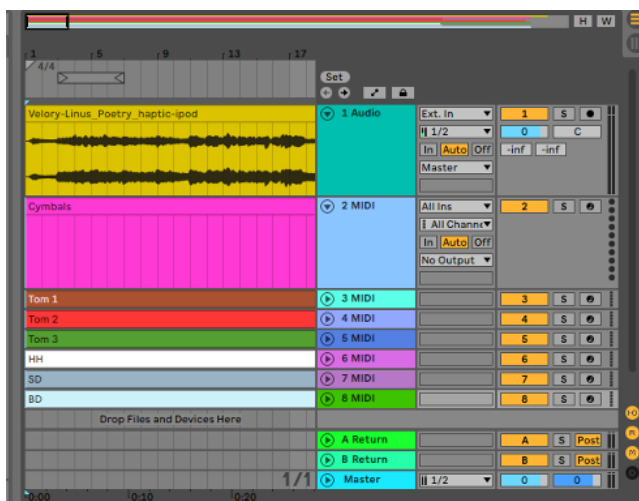 H W
1 5 9 13 17
4/4
Set
Velory-Linus_Poetry_haptic-ipod 1 Audio Ext. In 1 S
1/2 0 C
In Auto Off -inf -inf
Master
Cymbals 2 MIDI All Ins 2 S
All Channe
In Auto Off
No Output
Tom 1 3 MIDI 3 S
Tom 2 4 MIDI 4 S
Tom 3 5 MIDI 5 S
HH 6 MIDI 6 S
SD 7 MIDI 7 S
BD 8 MIDI 8 S
Drop Files and Devices Here
A Return A S Post
B Return B S Post
1/1 Master 1/2 0 0
0:00 0:10 0:20
R
M
D